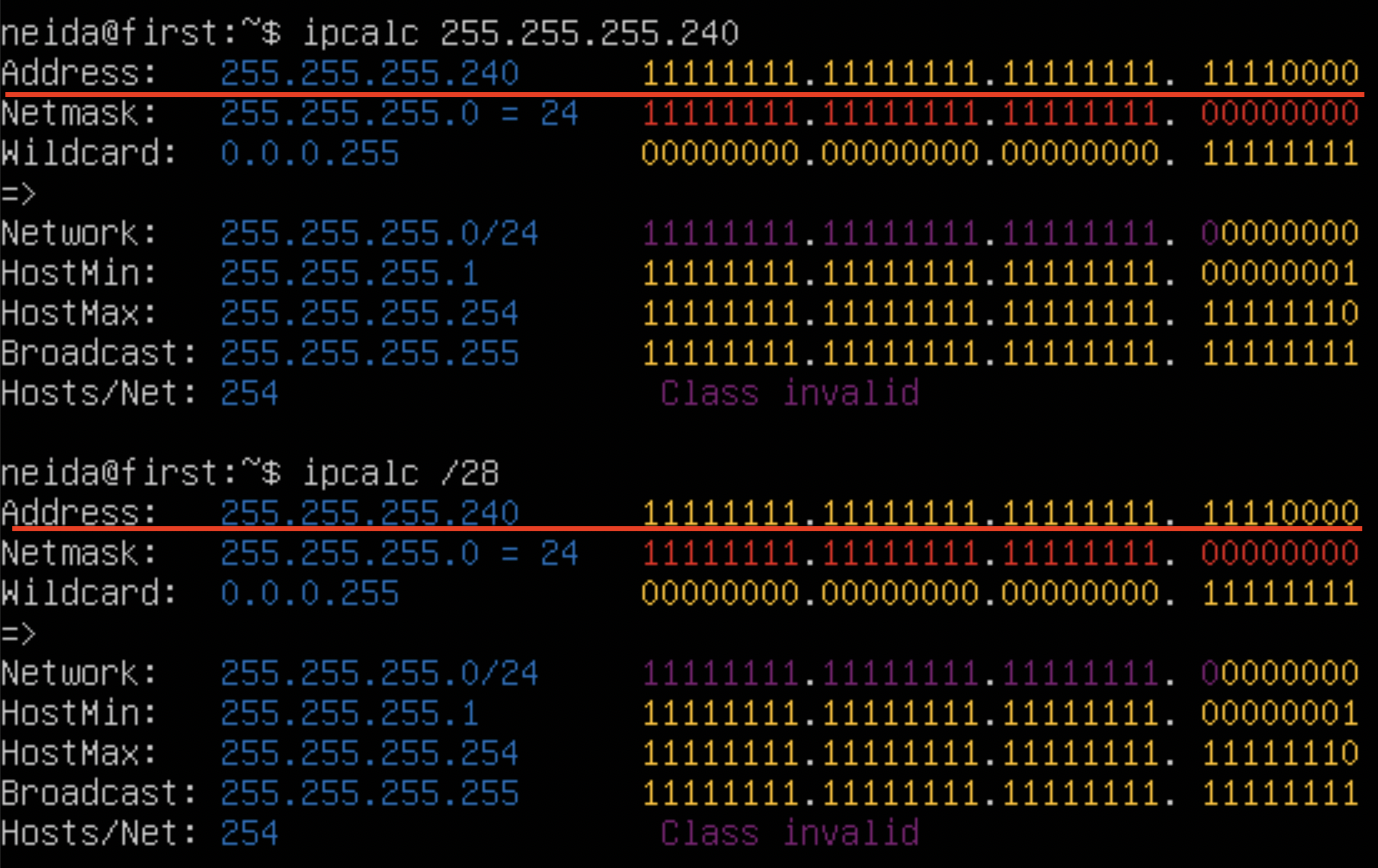 neida@first:~$ ipcalc 255.255.255.240
Address: 255.255.255.240 11111111.11111111.11111111. 11110000
Netmask: 255.255.255.0 = 24 11111111.11111111.11111111. 00000000
Wildcard: 0.0.0.255 00000000.00000000.00000000. 11111111
=>
Network: 255.255.255.0/24 11111111.11111111.11111111. 00000000
HostMin: 255.255.255.1 11111111.11111111.11111111. 00000001
HostMax: 255.255.255.254 11111111.11111111.11111111. 11111110
Broadcast: 255.255.255.255 11111111.11111111.11111111. 11111111
Hosts/Net: 254 Class invalid
neida@first:~$ ipcalc /28
Address: 255.255.255.240 11111111.11111111.11111111. 11110000
Netmask: 255.255.255.0 = 24 11111111.11111111.11111111. 00000000
Wildcard: 0.0.0.255 00000000.00000000.00000000. 11111111
=>
Network: 255.255.255.0/24 11111111.11111111.11111111. 00000000
HostMin: 255.255.255.1 11111111.11111111.11111111. 00000001
HostMax: 255.255.255.254 11111111.11111111.11111111. 11111110
Broadcast: 255.255.255.255 11111111.11111111.11111111. 11111111
Hosts/Net: 254 Class invalid